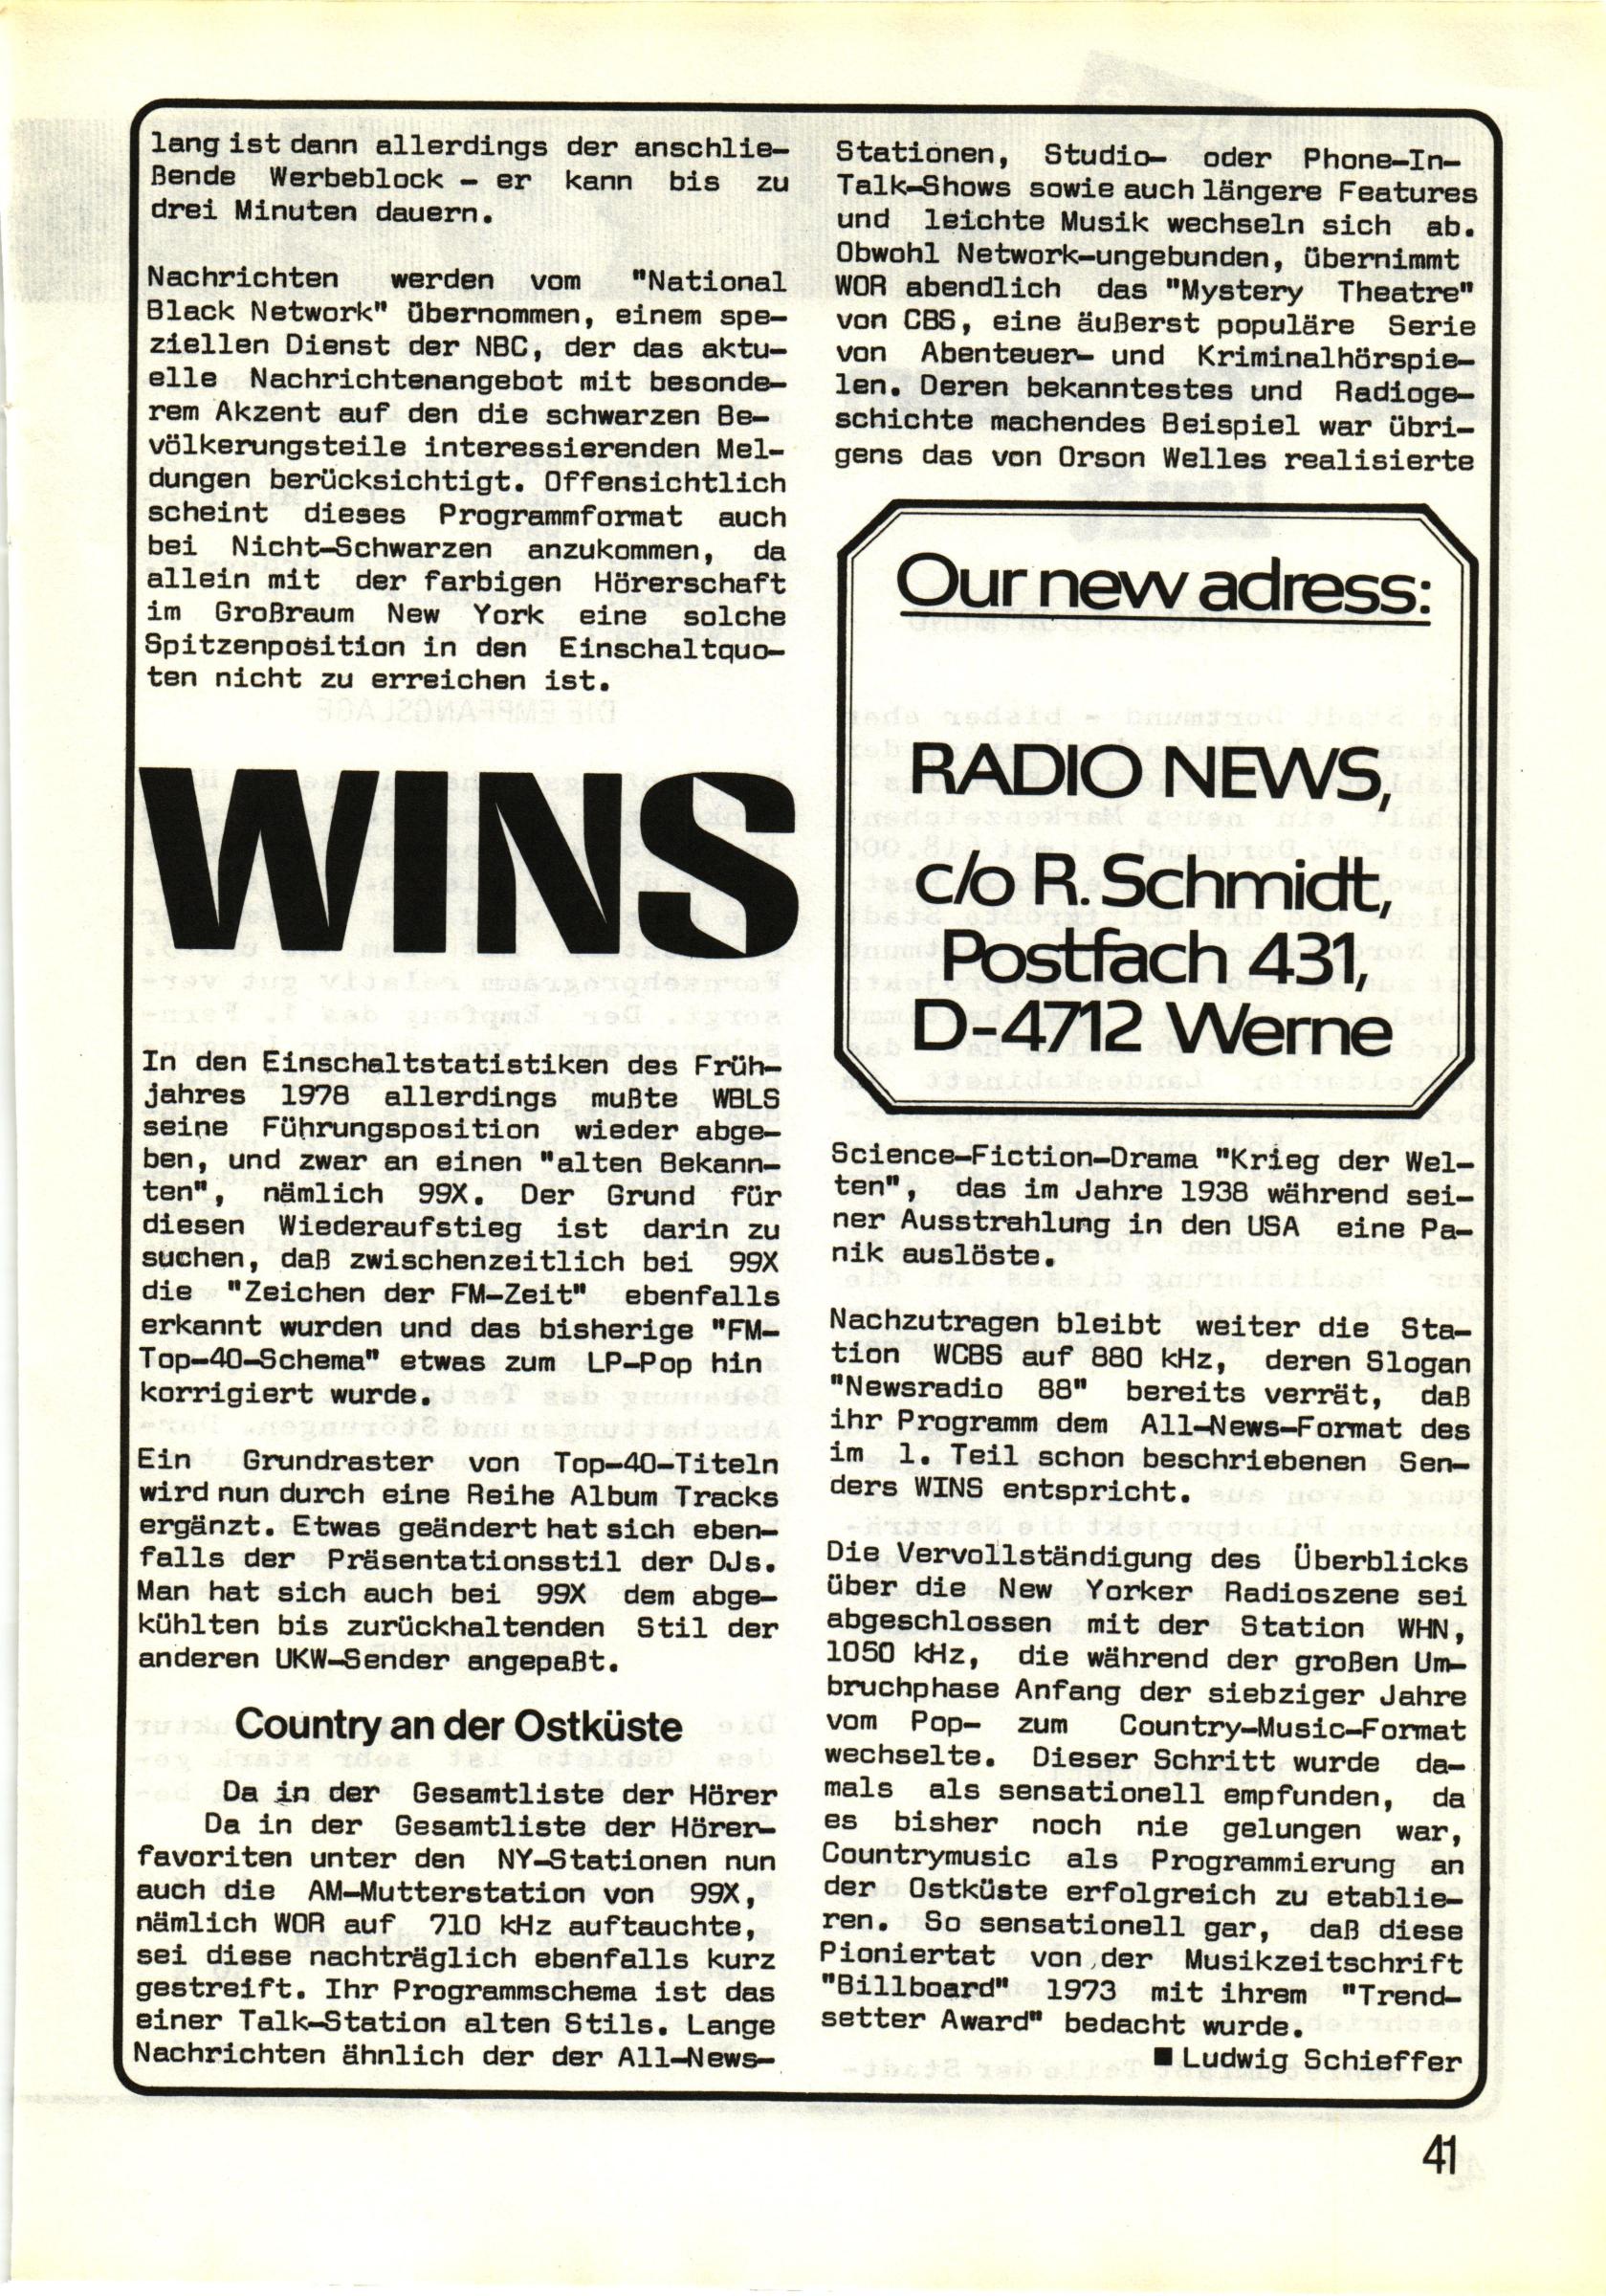 lang ist dann allerdings der anschlie-
ßende Werbeblock - er kann bis zu
drei Minuten dauern.
Nachrichten werden vom "National
Black Network" übernommen, einem spe-
ziellen Dienst der NBC, der das aktu-
elle Nachrichtenangebot mit besonde-
rem Akzent auf den die schwarzen Be-
völkerungsteile interessierenden Mel-
dungen berücksichtigt. Offensichtlich
scheint dieses Programmformat auch
bei Nicht-Schwarzen anzukommen, da
allein mit der farbigen Hörerschaft
im Großraum New York eine solche
Spitzenposition in den Einschaltquo-
ten nicht zu erreichen ist.
WINS
In den Einschaltstatistiken des Früh-
jahres 1978 allerdings mußte WBLS
seine Führungsposition wieder abge-
ben, und zwar an einen "alten Bekann-
ten", nämlich 99X. Der Grund für
diesen Wiederaufstieg ist darin zu
suchen, daß zwischenzeitlich bei 99X
die "Zeichen der FM-Zeit" ebenfalls
erkannt wurden und das bisherige "FM-
Top-40-Schema" etwas zum LP-Pop hin
korrigiert wurde.
Ein Grundraster von Top-40-Titeln
wird nun durch eine Reihe Album Tracks
ergänzt. Etwas geändert hat sich eben-
falls der Präsentationsstil der DJs.
Man hat sich auch bei 99X dem abge-
kühlten bis zurückhaltenden Stil der
anderen UKW-Sender angepaßt.
Country an der Ostküste
Da in der Gesamtliste der Hörer
Da in der Gesamtliste der Hörer-
favoriten unter den NY-Stationen nun
auch die AM-Mutterstation von 99X,
nämlich WOR auf 710 kHz auftauchte,
sei diese nachträglich ebenfalls kurz
gestreift. Ihr Programmschema ist das
einer Talk-Station alten Stils. Lange
Nachrichten ähnlich der der All-News-
Stationen, Studio- oder Phone-In-
Talk-Shows sowie auch längere Features
und leichte Musik wechseln sich ab.
Obwohl Network-ungebunden, übernimmt
WOR abendlich das "Mystery Theatre"
von CBS, eine äußerst populäre Serie
von Abenteuer- und Kriminalhörspie-
len. Deren bekanntestes und Radioge-
schichte machendes Beispiel war übri-
gens das von Orson Welles realisierte
Our new adress:
RADIO NEWS,
c/o R. Schmidt,
Postfach 431,
D-4712 Werne
Science-Fiction-Drama "Krieg der Wel-
ten", das im Jahre 1938 während sei-
ner Ausstrahlung in den USA eine Pa-
nik auslöste.
Nachzutragen bleibt weiter die Sta-
tion WCBS auf 880 kHz, deren Slogan
"Newsradio 88" bereits verrät, daß
ihr Programm dem All-News-Format des
im 1. Teil schon beschriebenen Sen-
ders WINS entspricht.
Die Vervollständigung des Überblicks
über die New Yorker Radioszene sei
abgeschlossen mit der Station WHN,
1050 kHz, die während der großen Um-
bruchphase Anfang der siebziger Jahre
vom Pop- zum Country-Music-Format
wechselte. Dieser Schritt wurde da-
mals als sensationell empfunden, da
es bisher noch nie gelungen war,
Countrymusic als Programmierung an
der Ostküste erfolgreich zu etablie-
ren. So sensationell gar, daß diese
Pioniertat von der Musikzeitschrift
"Billboard" 1973 mit ihrem "Trend-
setter Award" bedacht wurde.
■ Ludwig Schieffer
41